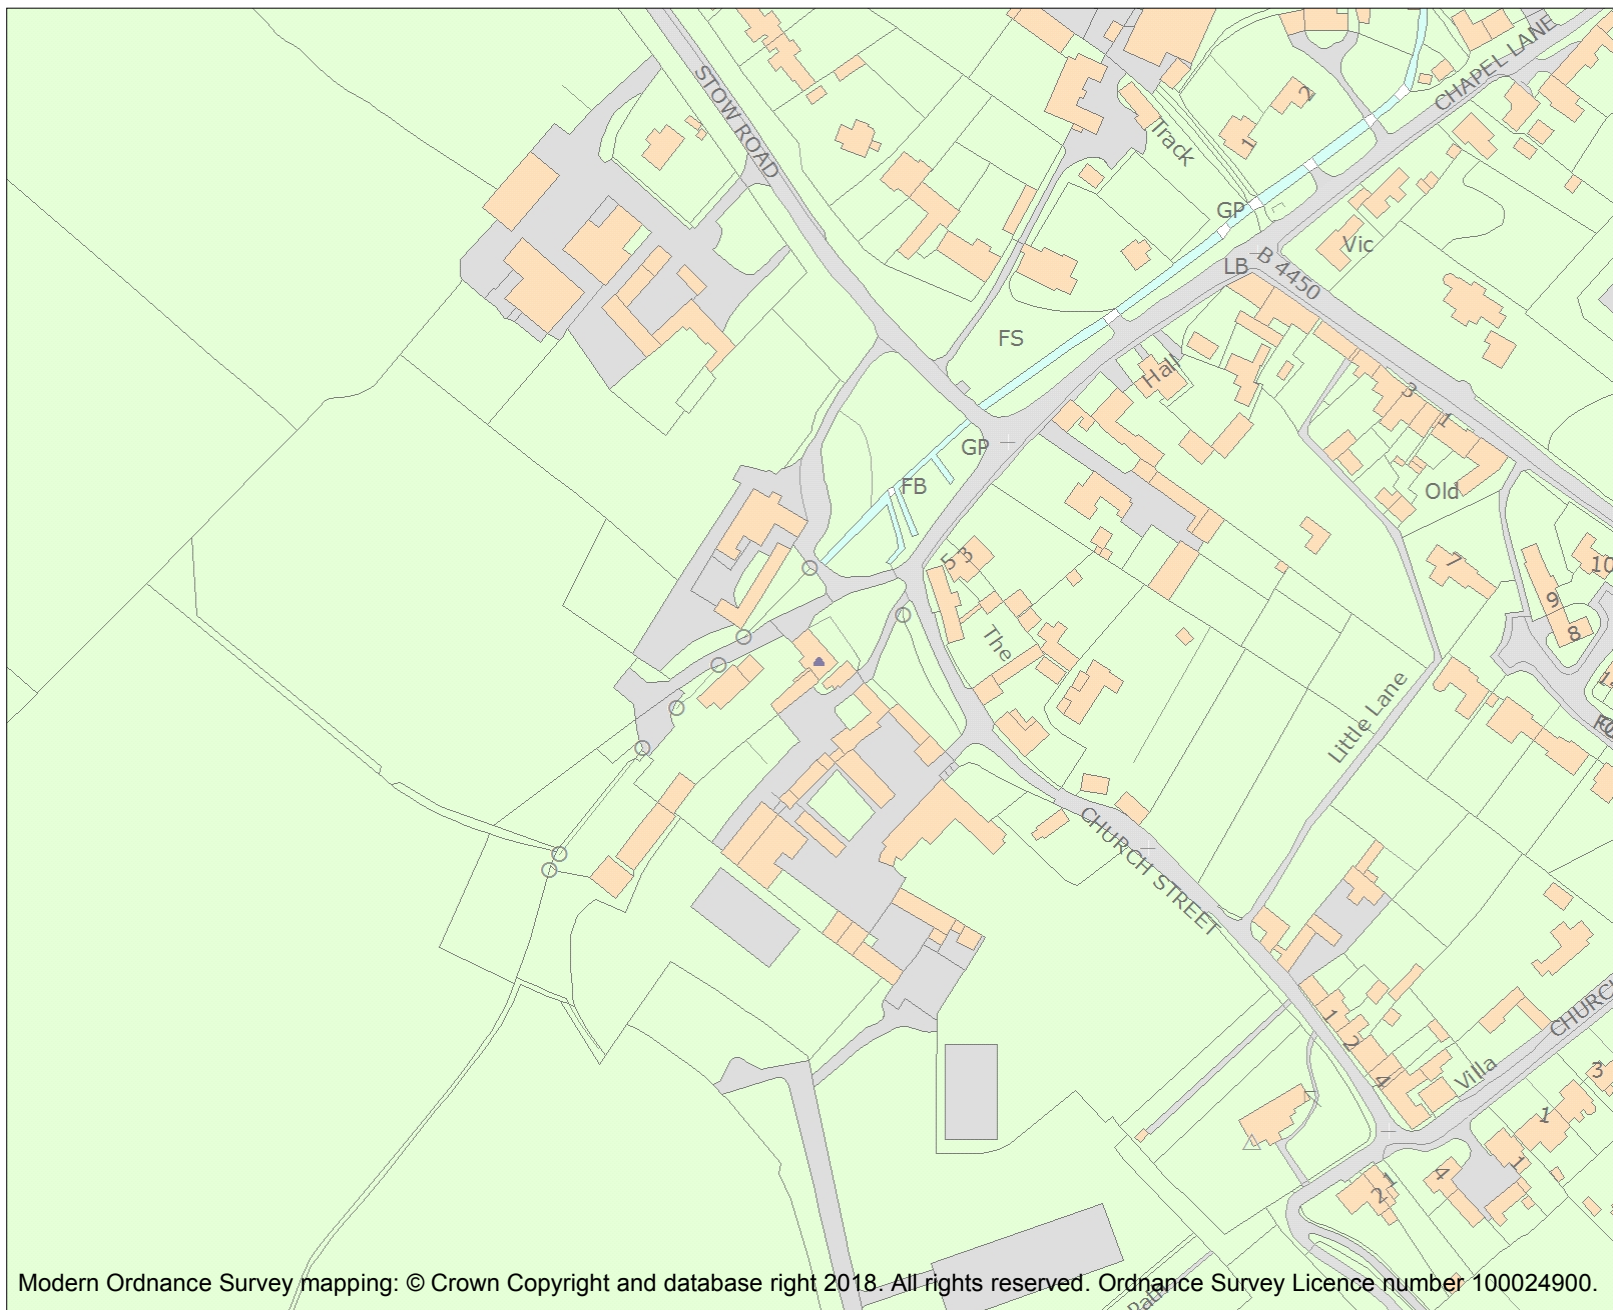 CHAPEL LANE
STOW ROAD
2
1
Track
GP
Vic
LB
B 4450
FS
Hall
3
1
GP
FB
Old
5
3
7
10
9
8
The
Little Lane
CHURCH STREET
1
2
4
CHURC
Villa
3
1
1
4
1
2
Modern Ordnance Survey mapping: © Crown Copyright and database right 2018. All rights reserved. Ordnance Survey Licence number 100024900.